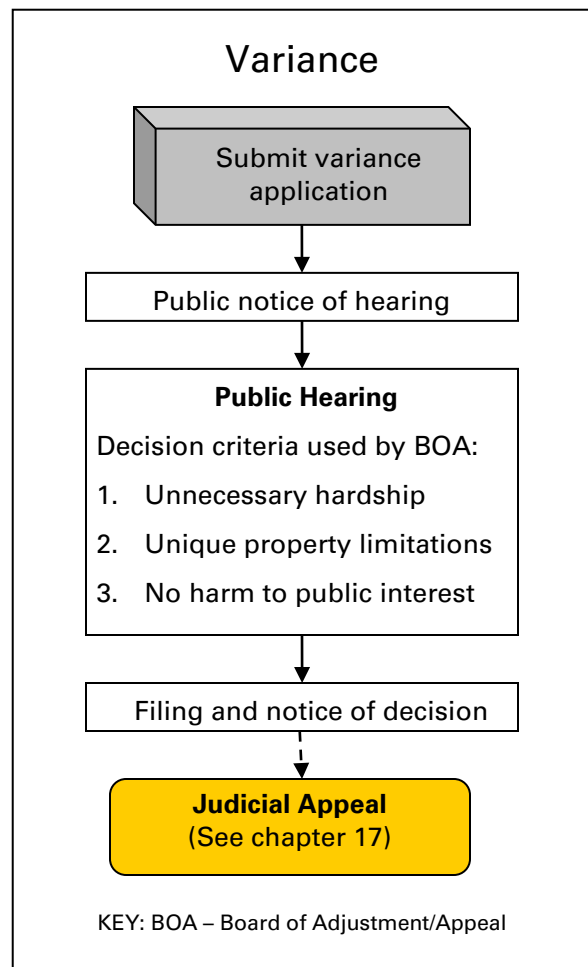 Variance
Submit variance
application
Public notice of hearing
Public Hearing
Decision criteria used by BOA:
1. Unnecessary hardship
2. Unique property limitations
3. No harm to public interest
Filing and notice of decision
Judicial Appeal
(See chapter 17)
KEY: BOA – Board of Adjustment/Appeal